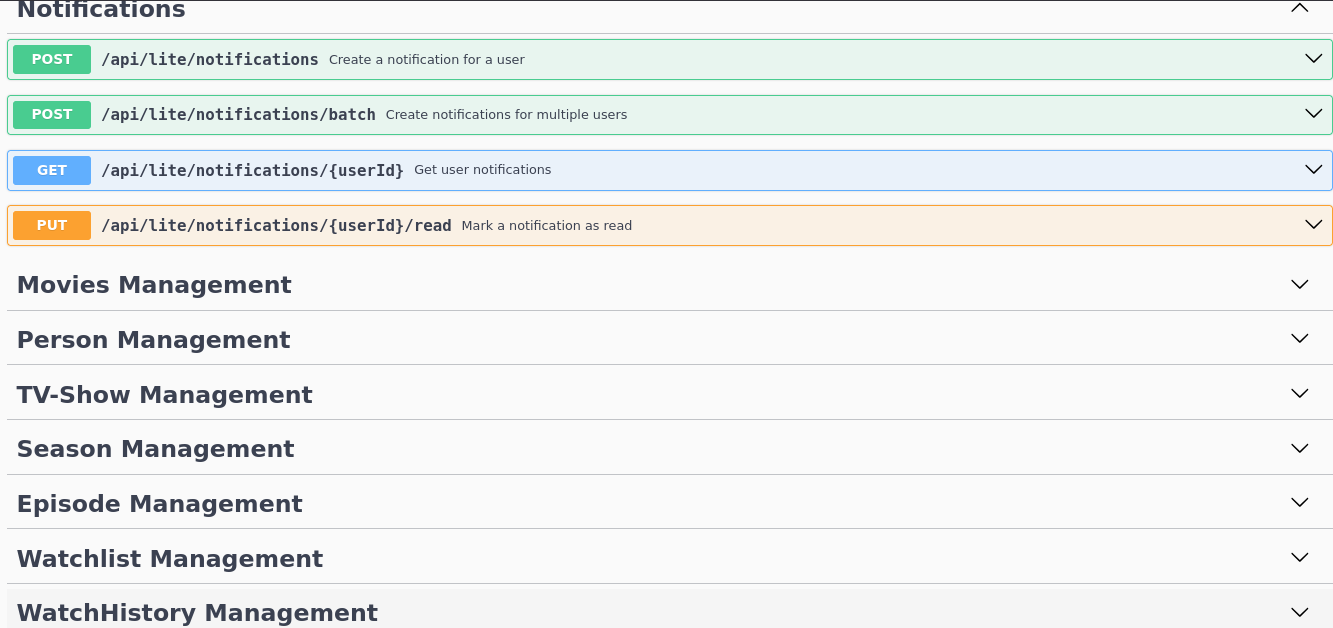 Notifications
POST /api/lite/notifications Create a notification for a user
POST /api/lite/notifications/batch Create notifications for multiple users
GET /api/lite/notifications/{userId} Get user notifications
PUT /api/lite/notifications/{userId}/read Mark a notification as read
Movies Management
Person Management
TV-Show Management
Season Management
Episode Management
Watchlist Management
WatchHistory Management